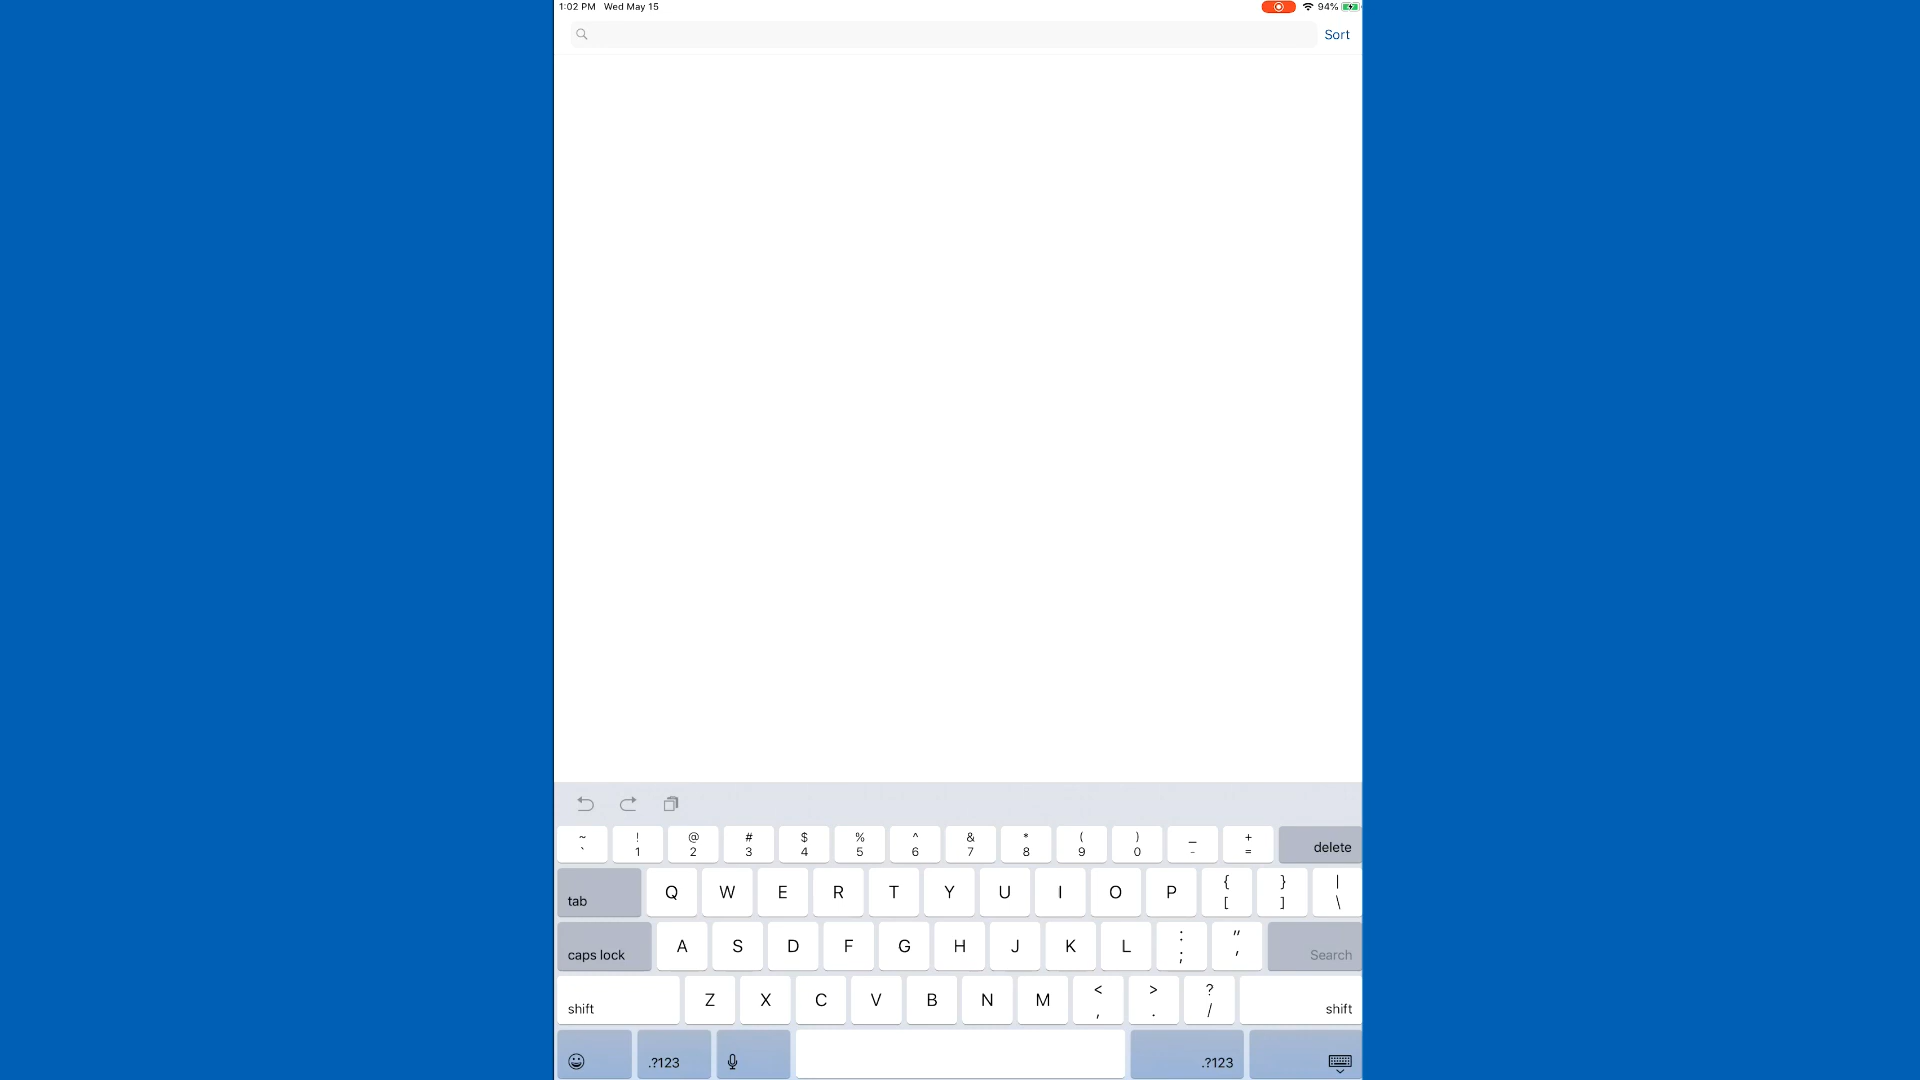 1:02 PM Wed May 15 94%
Sort
~ ! @ # $ % ^ & * ( ) _ +
` 1 2 3 4 5 6 7 8 9 0 - = delete
tab Q W E R T Y U I O P { [ } ] | \
caps lock A S D F G H J K L : ; " ' Search
shift Z X C V B N M < , > . ? / shift
.?123 .?123